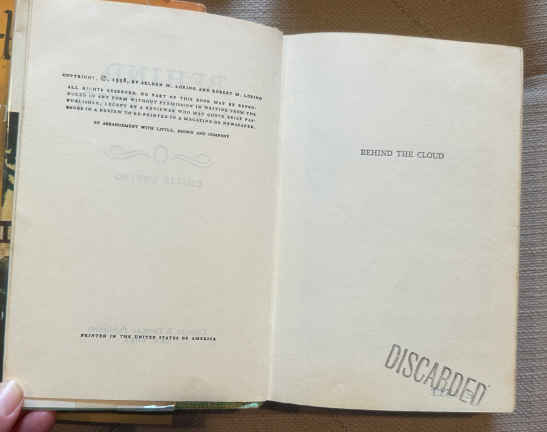 COPYRIGHT, ©, 1958, BY SELDEN M. LORING AND ROBERT M. LORING
ALL RIGHTS RESERVED. NO PART OF THIS BOOK MAY BE REPRO-
DUCED IN ANY FORM WITHOUT PERMISSION IN WRITING FROM THE
PUBLISHER, EXCEPT BY A REVIEWER WHO MAY QUOTE BRIEF PAS-
SAGES IN A REVIEW TO BE PRINTED IN A MAGAZINE OR NEWSPAPER.
BY ARRANGEMENT WITH LITTLE, BROWN AND COMPANY
PRINTED IN THE UNITED STATES OF AMERICA
BEHIND THE CLOUD
DISCARDED